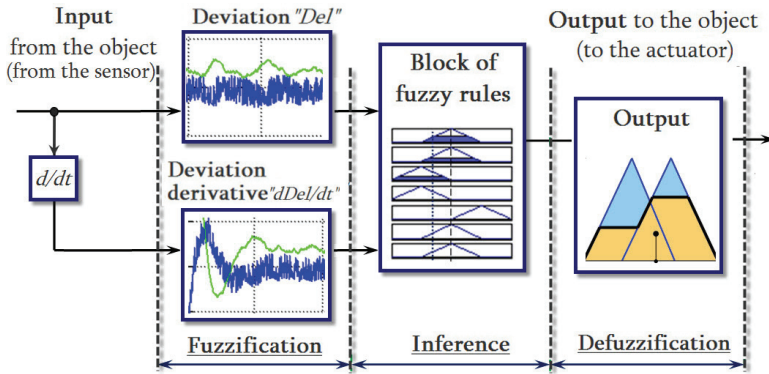 Input
from the object
(from the sensor)
Deviation "Del"
Output to the object
(to the actuator)
Block of
fuzzy rules
Output
d/dt
Deviation
derivative"dDel/dt"
Fuzzification
Inference
Defuzzification